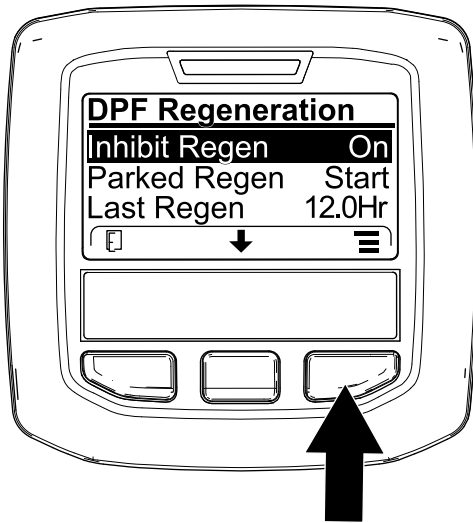 DPF Regeneration
Inhibit Regen On
Parked Regen Start
Last Regen 12.0Hr